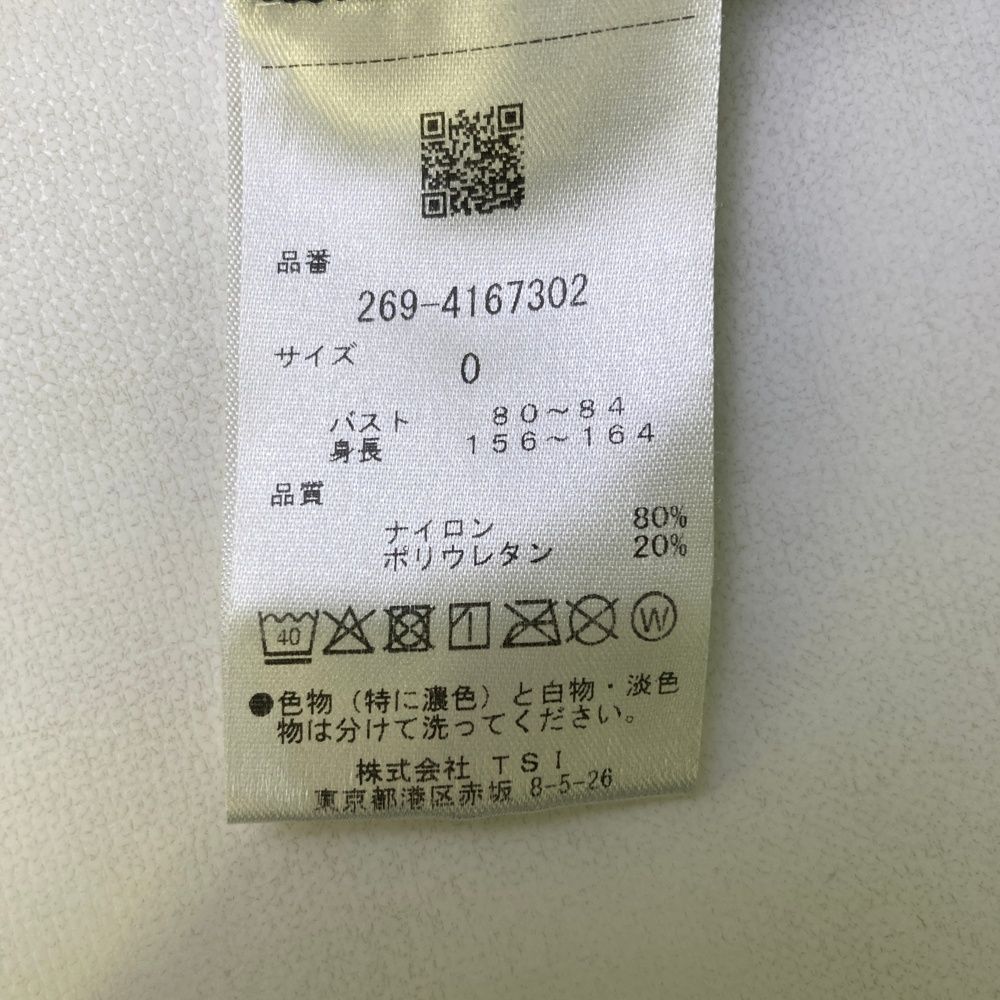 品番
269-4167302
サイズ 0
バスト 80～84
身長 156～164
品質
ナイロン 80%
ポリウレタン 20%
40 W
●色物（特に濃色）と白物・淡色
物は分けて洗ってください。
株式会社 TSI
東京都港区赤坂 8-5-26